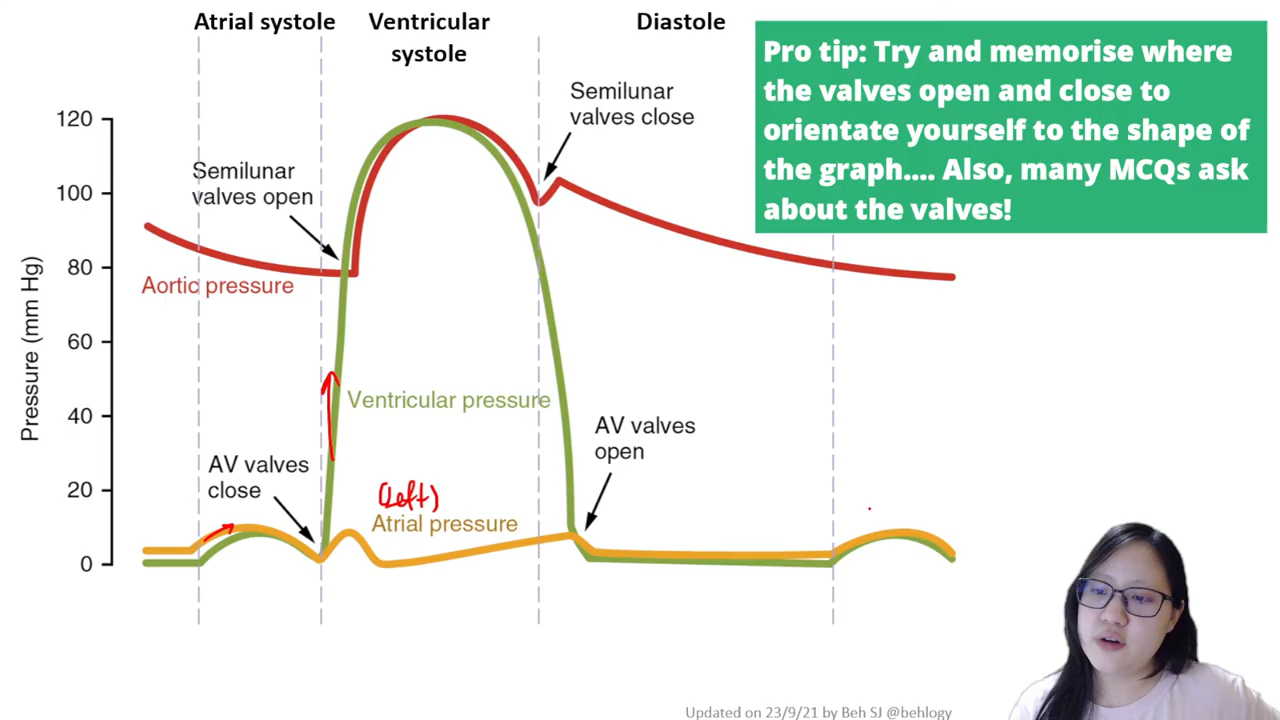 Atrial systole
Ventricular
systole
Diastole
Pro tip: Try and memorise where
the valves open and close to
orientate yourself to the shape of
the graph.... Also, many MCQs ask
about the valves!
Semilunar
valves close
120
Semilunar
valves open
100
80
Aortic pressure
Pressure (mm Hg)
60
Ventricular pressure
40
AV valves
open
AV valves
close
20
(Left)
Atrial pressure
0
Updated on 23/9/21 by Beh SJ @behlogy